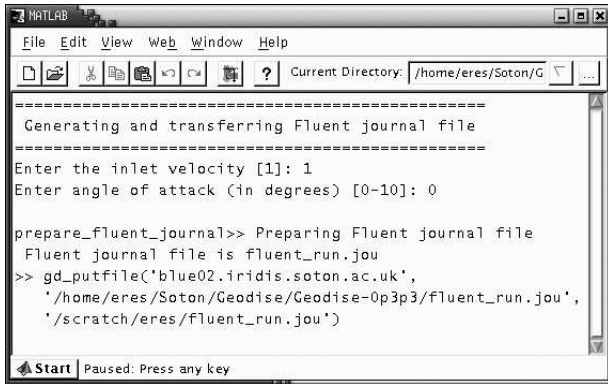 MATLAB
File Edit View Web Window Help
? Current Directory: /home/eres/Soton/G ...
================================================
Generating and transferring Fluent journal file
================================================
Enter the inlet velocity [1]: 1
Enter angle of attack (in degrees) [0-10]: 0
prepare_fluent_journal>> Preparing Fluent journal file
Fluent journal file is fluent_run.jou
>> gd_putfile('blue02.iridis.soton.ac.uk',
'/home/eres/Soton/Geodise/Geodise-0p3p3/fluent_run.jou',
'/scratch/eres/fluent_run.jou')
Start Paused: Press any key